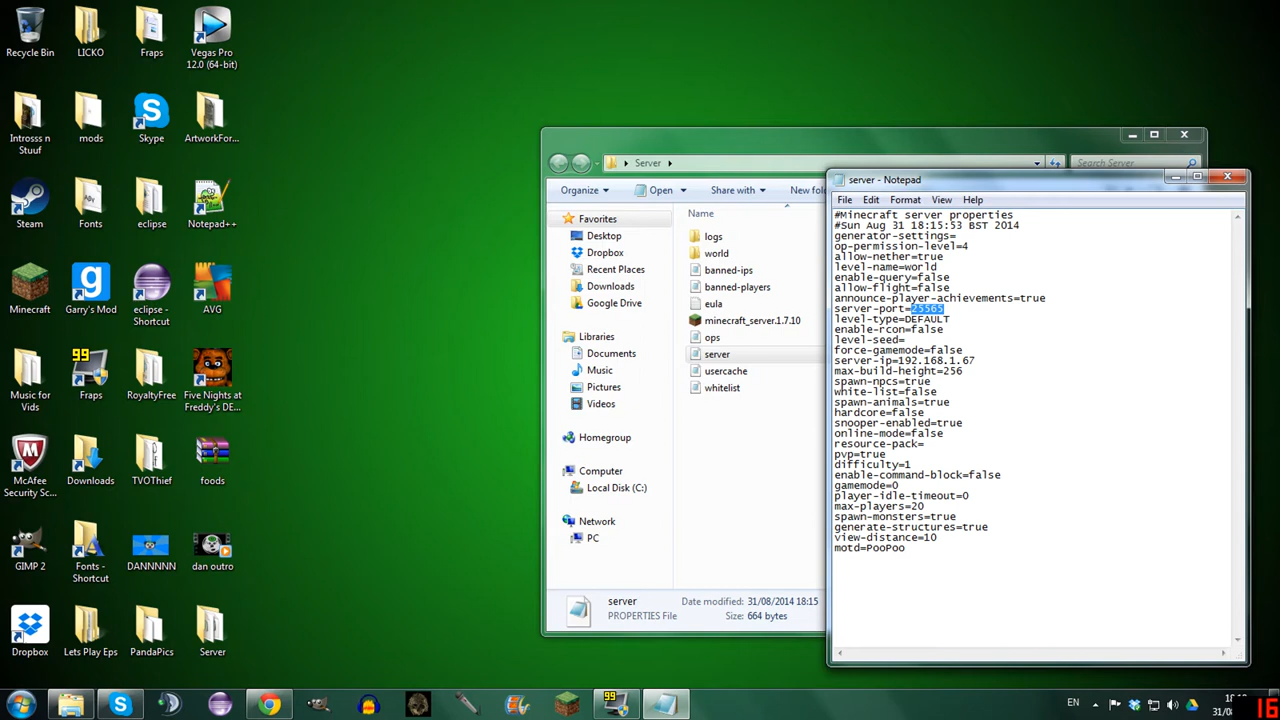 Recycle Bin
LICKO
Fraps
Vegas Pro
12.0 (64-bit)
Introsss n
Stuuf
mods
Skype
ArtworkFor...
Steam
Fonts
eclipse
Notepad++
Minecraft
Garry's Mod
eclipse -
Shortcut
AVG
Music for
Vids
99
Fraps
RoyaltyFree
Five Nights at
Freddy's DE...
McAfee
Security Sc...
Downloads
TVOThief
foods
GIMP 2
Fonts -
Shortcut
DANNNNN
dan outro
Dropbox
Lets Play Eps
PandaPics
Server
Server
Search Server
Organize
Open
Share with
New fol
Favorites
Desktop
Dropbox
Recent Places
Downloads
Google Drive
Libraries
Documents
Music
Pictures
Videos
Homegroup
Computer
Local Disk (C:)
Network
PC
Name
logs
world
banned-ips
banned-players
eula
minecraft_server.1.7.10
ops
server
usercache
whitelist
server
PROPERTIES File
Date modified: 31/08/2014 18:15
Size: 664 bytes
server - Notepad
File Edit Format View Help
#Minecraft server properties
#Sun Aug 31 18:15:53 BST 2014
generator-settings=
op-permission-level=4
allow-nether=true
level-name=world
enable-query=false
allow-flight=false
announce-player-achievements=true
server-port=25565
level-type=DEFAULT
enable-rcon=false
level-seed=
force-gamemode=false
server-ip=192.168.1.67
max-build-height=256
spawn-npcs=true
white-list=false
spawn-animals=true
hardcore=false
snooper-enabled=true
online-mode=false
resource-pack=
pvp=true
difficulty=1
enable-command-block=false
gamemode=0
player-idle-timeout=0
max-players=20
spawn-monsters=true
generate-structures=true
view-distance=10
motd=PooPoo
99
EN
31/0
16